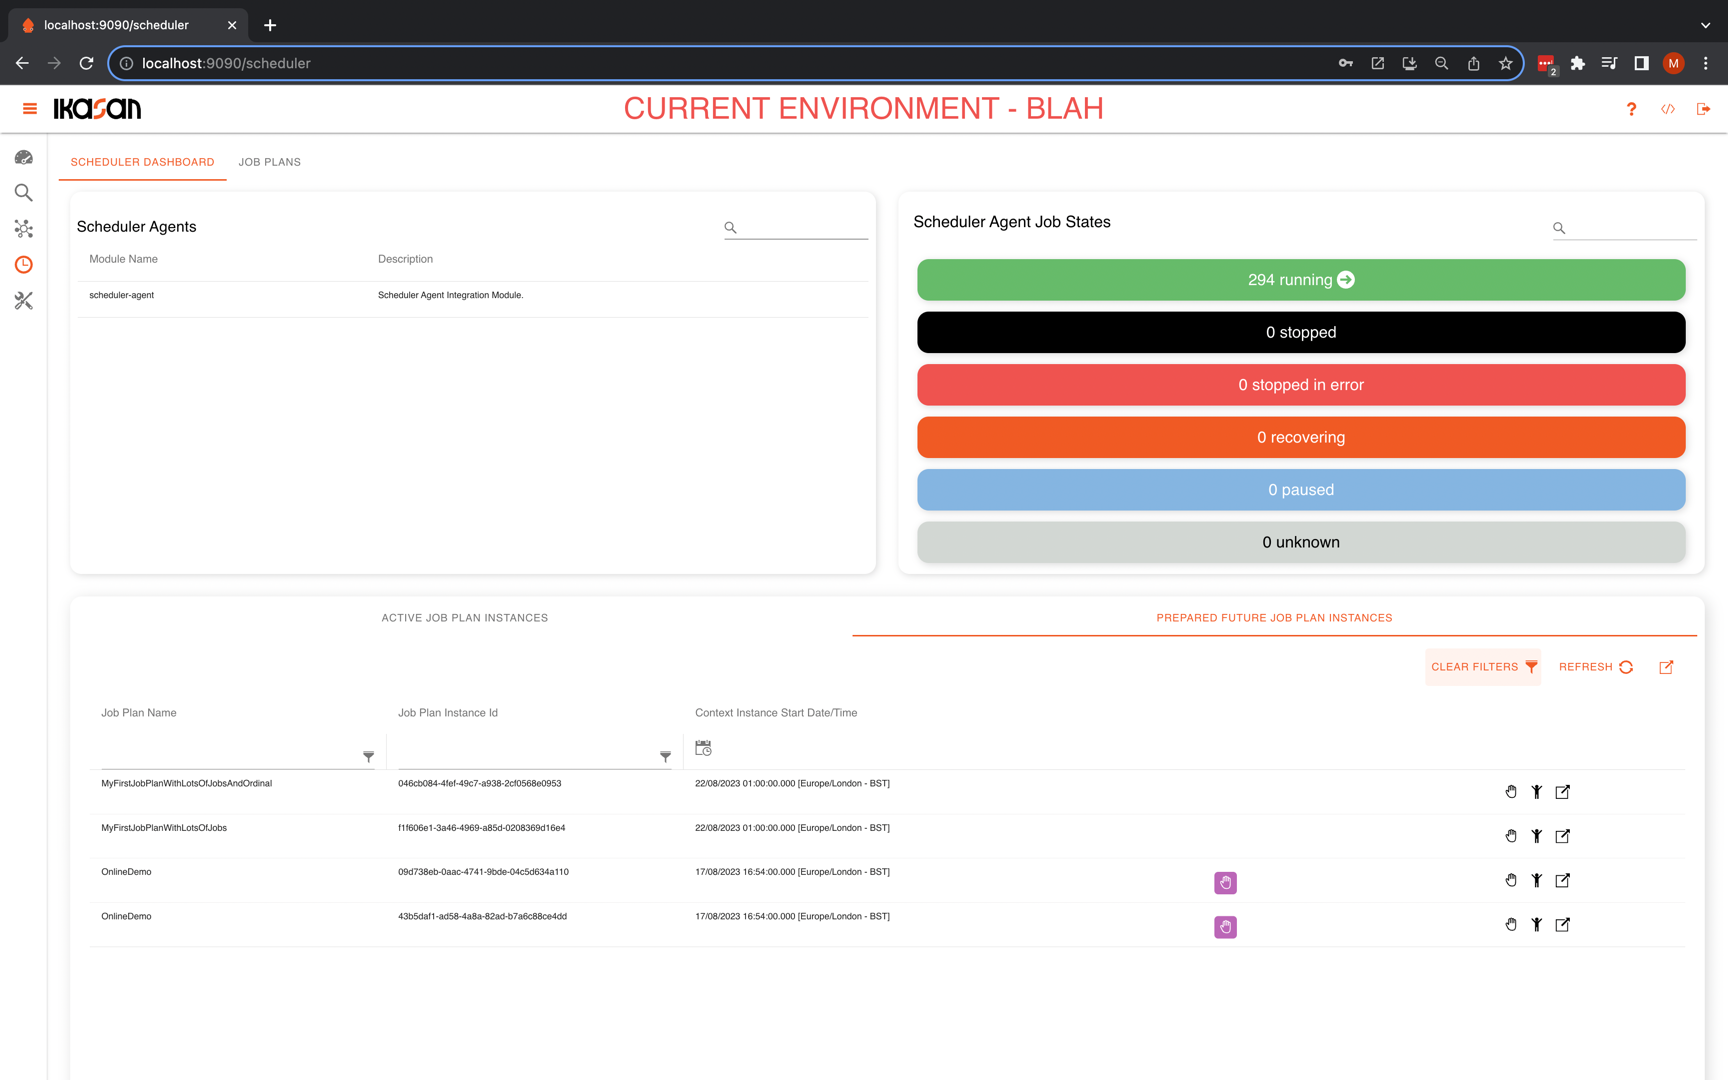 localhost:9090/scheduler
localhost:9090/scheduler
2
M
IKASAN
CURRENT ENVIRONMENT - BLAH
?
</>
SCHEDULER DASHBOARD
JOB PLANS
Scheduler Agents
Module Name
Description
scheduler-agent
Scheduler Agent Integration Module.
Scheduler Agent Job States
294 running
0 stopped
0 stopped in error
0 recovering
0 paused
0 unknown
ACTIVE JOB PLAN INSTANCES
PREPARED FUTURE JOB PLAN INSTANCES
CLEAR FILTERS
REFRESH
Job Plan Name
Job Plan Instance Id
Context Instance Start Date/Time
MyFirstJobPlanWithLotsOfJobsAndOrdinal
046cb084-4fef-49c7-a938-2cf0568e0953
22/08/2023 01:00:00.000 [Europe/London - BST]
MyFirstJobPlanWithLotsOfJobs
f1f606e1-3a46-4969-a85d-0208369d16e4
22/08/2023 01:00:00.000 [Europe/London - BST]
OnlineDemo
09d738eb-0aac-4741-9bde-04c5d634a110
17/08/2023 16:54:00.000 [Europe/London - BST]
OnlineDemo
43b5daf1-ad58-4a8a-82ad-b7a6c88ce4dd
17/08/2023 16:54:00.000 [Europe/London - BST]